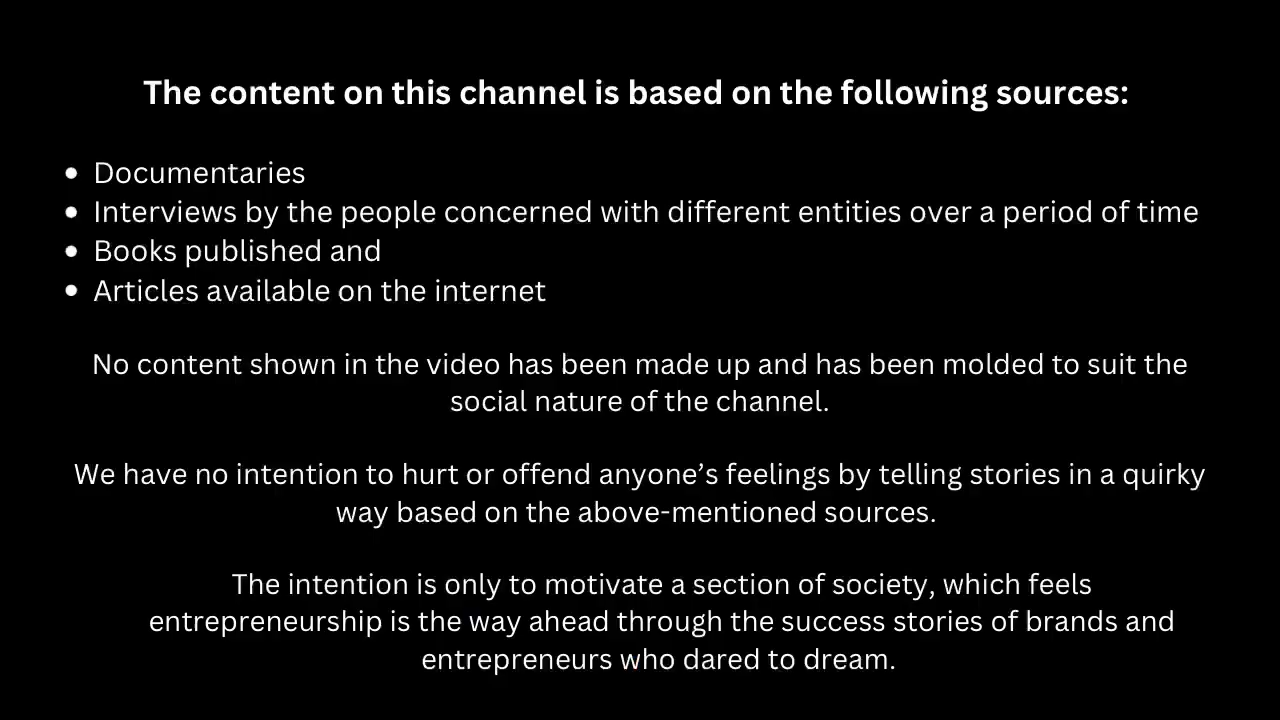 The content on this channel is based on the following sources:
• Documentaries
• Interviews by the people concerned with different entities over a period of time
• Books published and
• Articles available on the internet
No content shown in the video has been made up and has been molded to suit the
social nature of the channel.
We have no intention to hurt or offend anyone’s feelings by telling stories in a quirky
way based on the above-mentioned sources.
The intention is only to motivate a section of society, which feels
entrepreneurship is the way ahead through the success stories of brands and
entrepreneurs who dared to dream.